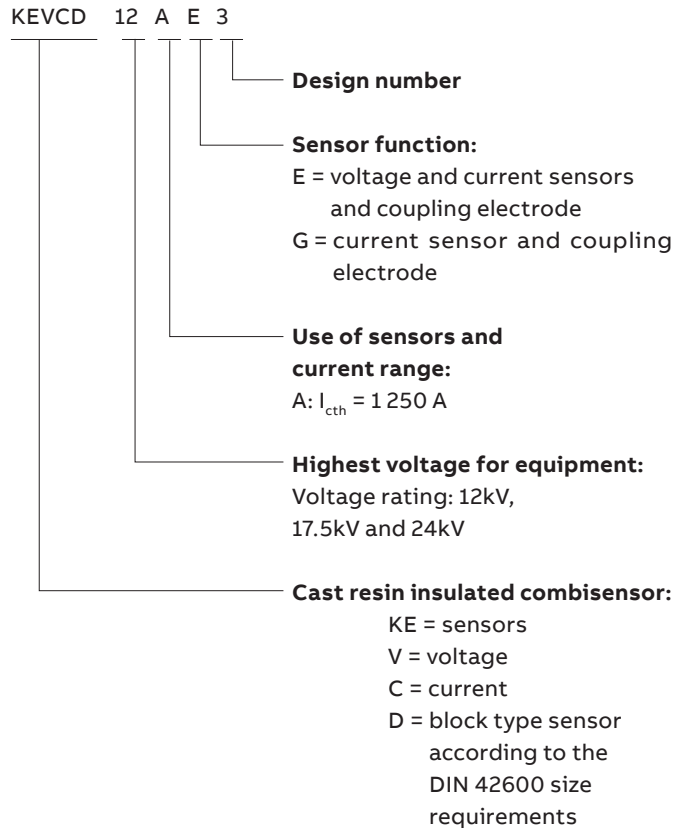 KEVCD 12 A E 3
Design number
Sensor function:
E = voltage and current sensors
and coupling electrode
G = current sensor and coupling
electrode
Use of sensors and
current range:
A: Icth = 1 250 A
Highest voltage for equipment:
Voltage rating: 12kV,
17.5kV and 24kV
Cast resin insulated combisensor:
KE = sensors
V = voltage
C = current
D = block type sensor
according to the
DIN 42600 size
requirements